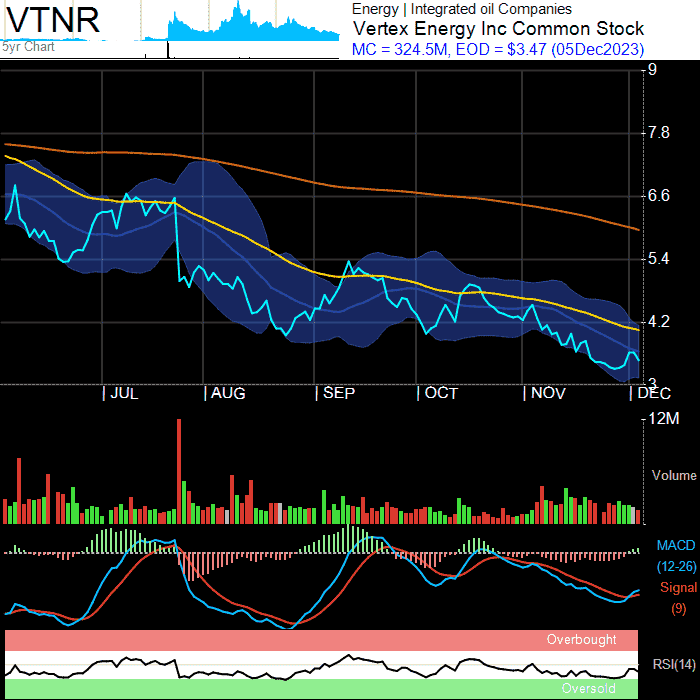 VTNR
5yr Chart
Energy | Integrated oil Companies
Vertex Energy Inc Common Stock
MC = 324.5M, EOD = $3.47 (05Dec2023)
9
7.8
6.6
5.4
4.2
3
JUL AUG SEP OCT NOV DEC
12M
Volume
MACD
(12-26)
Signal
(9)
Overbought
RSI(14)
Oversold